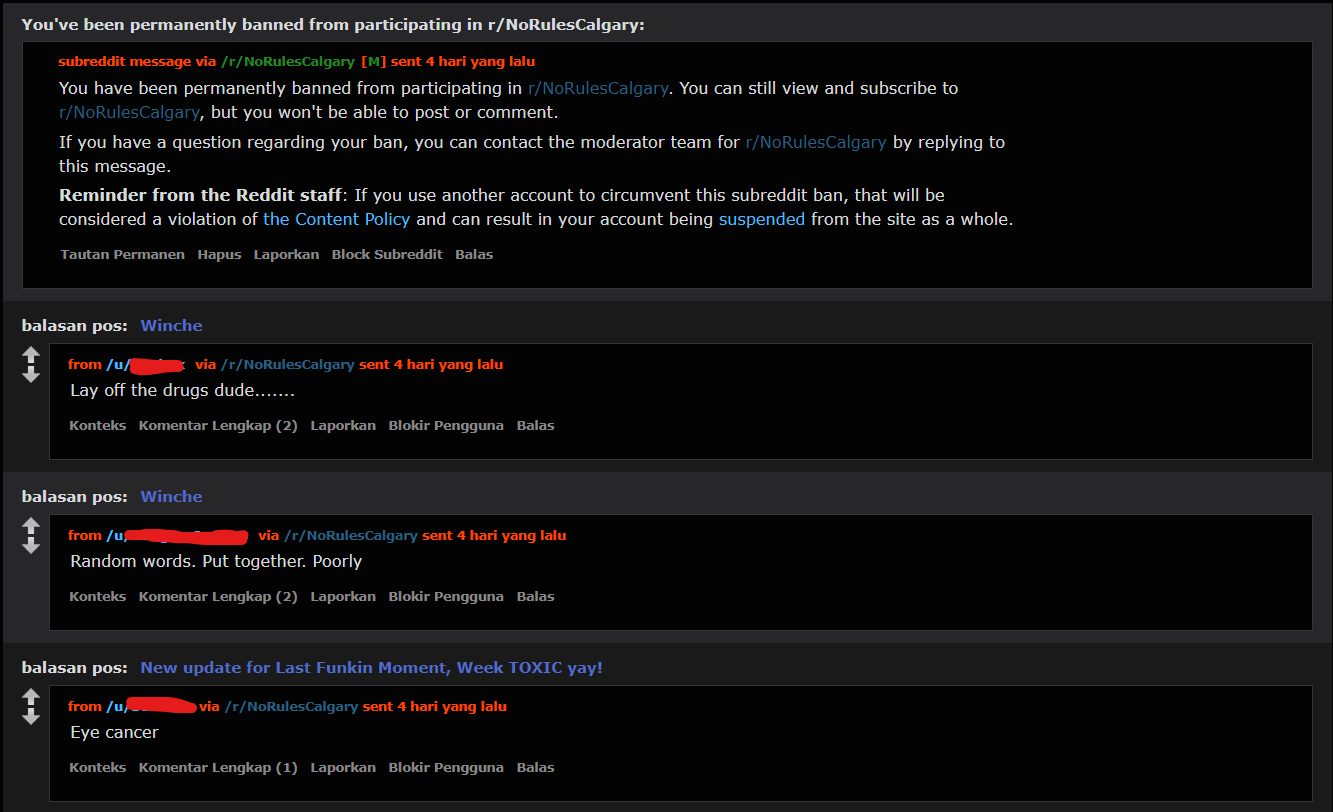 You've been permanently banned from participating in r/NoRulesCalgary:
subreddit message via /r/NoRulesCalgary [M] sent 4 hari yang lalu
You have been permanently banned from participating in r/NoRulesCalgary. You can still view and subscribe to
r/NoRulesCalgary, but you won't be able to post or comment.
If you have a question regarding your ban, you can contact the moderator team for r/NoRulesCalgary by replying to
this message.
Reminder from the Reddit staff: If you use another account to circumvent this subreddit ban, that will be
considered a violation of the Content Policy and can result in your account being suspended from the site as a whole.
Tautan Permanen Hapus Laporkan Block Subreddit Balas
balasan pos: Winche
from /u/ via /r/NoRulesCalgary sent 4 hari yang lalu
Lay off the drugs dude.......
Konteks Komentar Lengkap (2) Laporkan Blokir Pengguna Balas
balasan pos: Winche
from /u/ via /r/NoRulesCalgary sent 4 hari yang lalu
Random words. Put together. Poorly
Konteks Komentar Lengkap (2) Laporkan Blokir Pengguna Balas
balasan pos: New update for Last Funkin Moment, Week TOXIC yay!
from /u/ via /r/NoRulesCalgary sent 4 hari yang lalu
Eye cancer
Konteks Komentar Lengkap (1) Laporkan Blokir Pengguna Balas